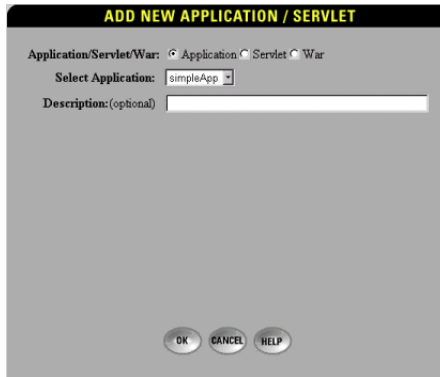 ADD NEW APPLICATION / SERVLET
Application/Servlet/War: Application Servlet War
Select Application: simpleApp
Description:(optional)
OK CANCEL HELP